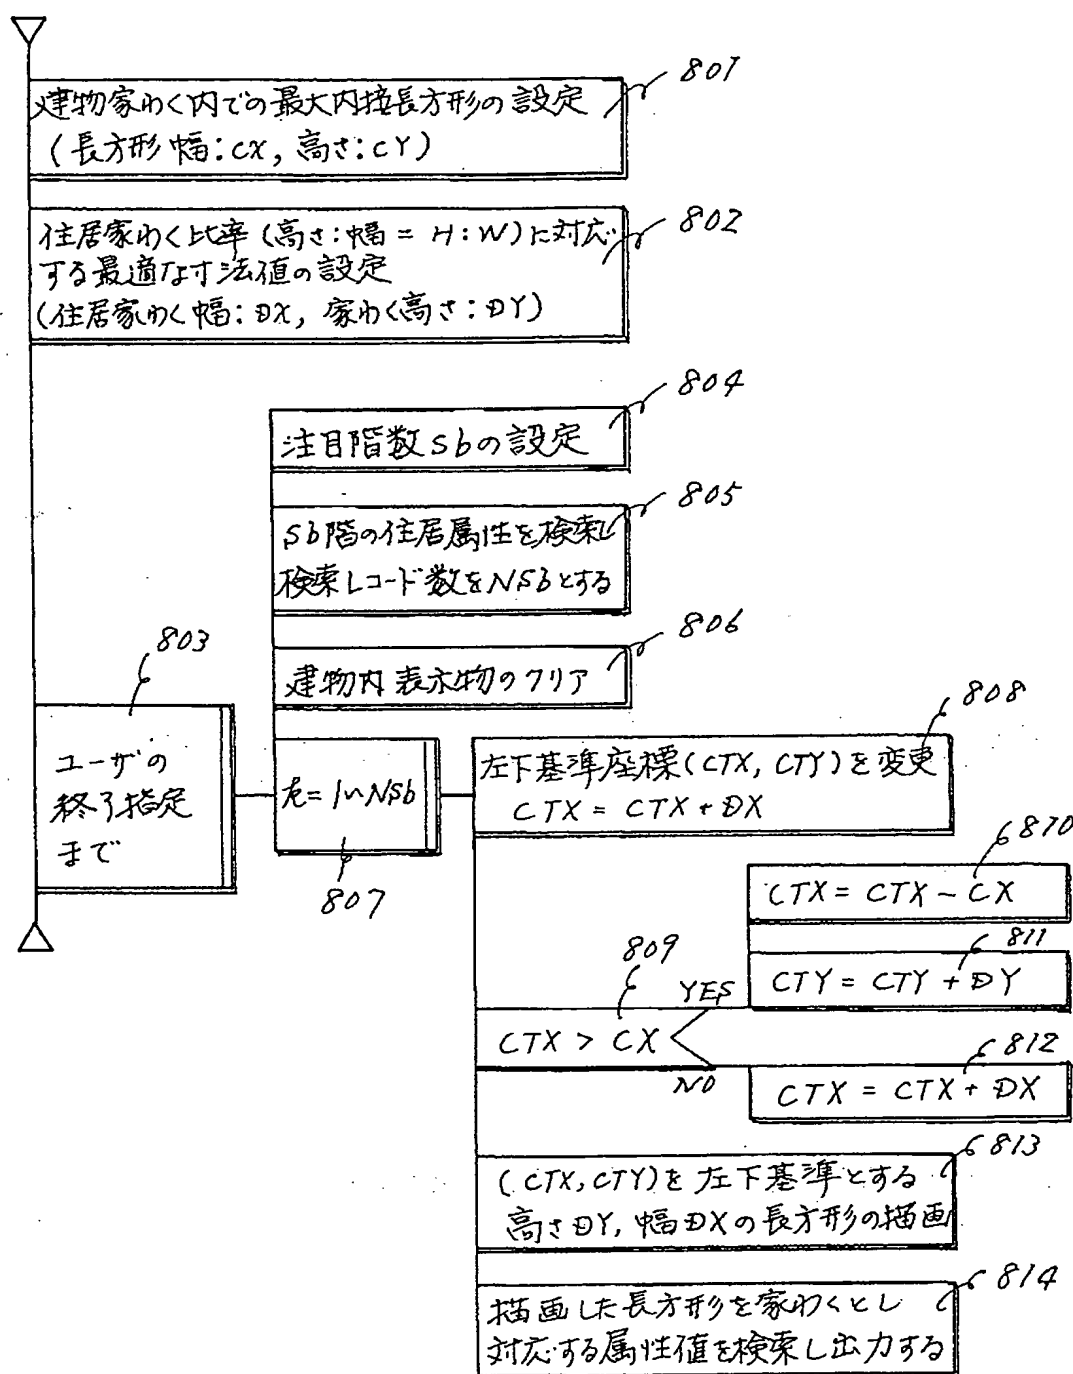 801
建物家わく内での最大内接長方形の設定
(長方形 幅:CX, 高さ:CY)
802
住居家わく比率(高さ:幅 = H:W)に対応
する最適な寸法値の設定
(住居家わく幅:DX, 家わく高さ:DY)
804
注目階数Sbの設定
805
Sb階の住居属性を検索し
検索レコード数をNSbとする
806
建物内表示物のクリア
803
ユーザの
終了指定
まで
k=1~NSb
807
808
左下基準座標(CTX, CTY)を変更
CTX = CTX + DX
810
CTX = CTX - CX
811
CTY = CTY + DY
809
YES
CTX > CX
NO
812
CTX = CTX + DX
813
(CTX, CTY)を左下基準とする
高さDY, 幅DXの長方形の描画
814
描画した長方形を家わくとし
対応する属性値を検索し出力する